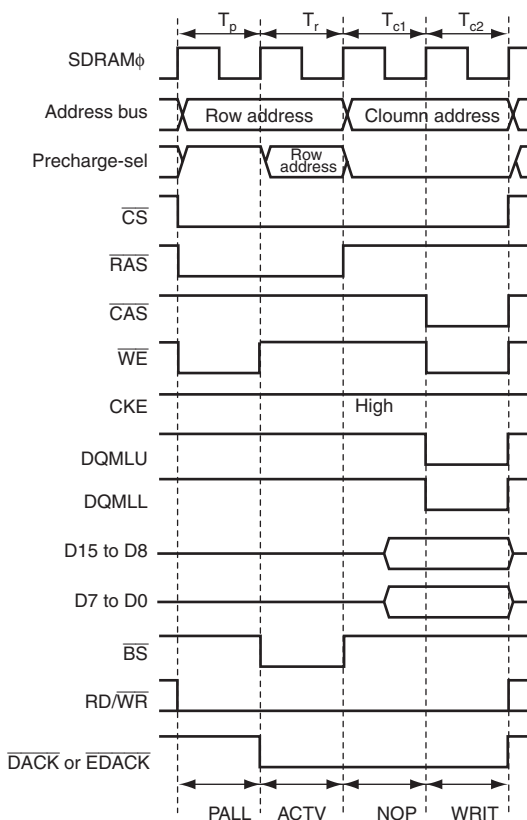 Tp Tr Tc1 Tc2
SDRAMφ
Address bus Row address Cloumn address
Precharge-sel Row
address
CS
RAS
CAS
WE
CKE High
DQMLU
DQMLL
D15 to D8
D7 to D0
BS
RD/WR
DACK or EDACK
PALL ACTV NOP WRIT